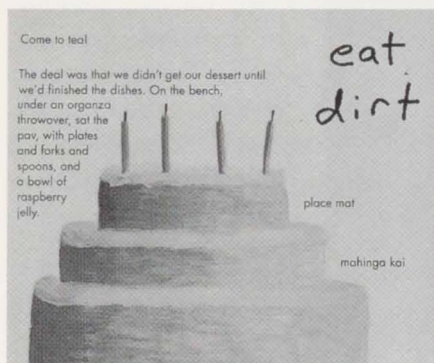 Come to tea!
eat
dirt
The deal was that we didn't get our dessert until
we'd finished the dishes. On the bench,
under an organza
throwover, sat the
pav, with plates
and forks and
spoons, and
a bowl of
raspberry
jelly.
place mat
mahinga kai